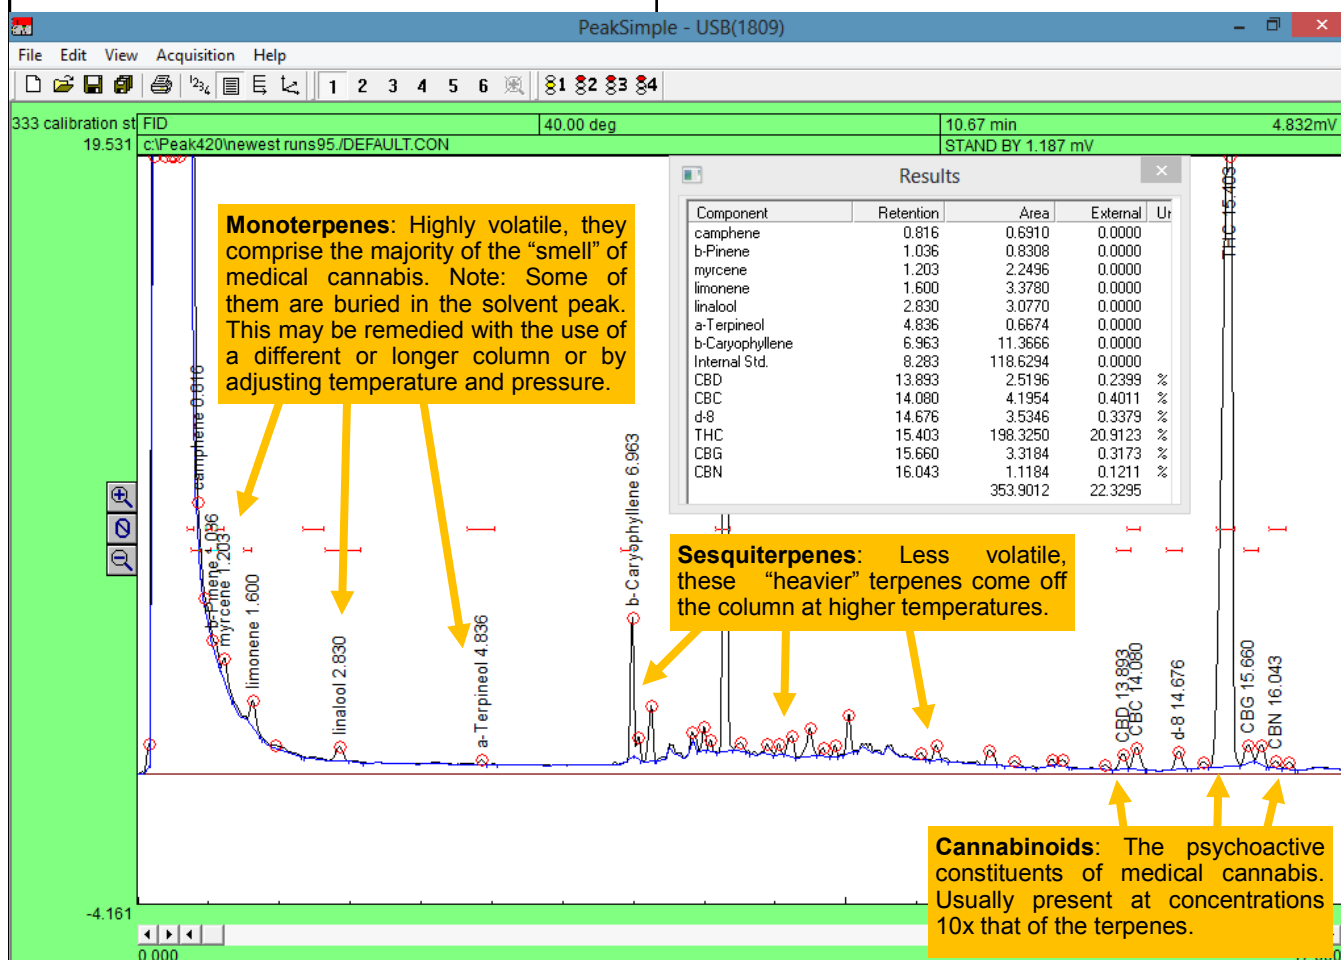 PeakSimple - USB(1809)
File Edit View Acquisition Help
1 2 3 4 5 6 1 2 3 4
333 calibration st FID 40.00 deg 10.67 min 4.832mV
19.531 c:\Peak420\newest runs95./DEFAULT.CON STAND BY 1.187 mV
Results
Component Retention Area External Ur
camphene 0.816 0.6910 0.0000
b-Pinene 1.036 0.8308 0.0000
myrcene 1.203 2.2496 0.0000
limonene 1.600 3.3780 0.0000
linalool 2.830 3.0770 0.0000
a-Terpineol 4.836 0.6674 0.0000
b-Caryophyllene 6.963 11.3666 0.0000
Internal Std. 8.283 118.6294 0.0000
CBD 13.893 2.5196 0.2399 %
CBC 14.080 4.1954 0.4011 %
d-8 14.676 3.5346 0.3379 %
THC 15.403 198.3250 20.9123 %
CBG 15.660 3.3184 0.3173 %
CBN 16.043 1.1184 0.1211 %
353.9012 22.3295
Monoterpenes: Highly volatile, they
comprise the majority of the “smell” of
medical cannabis. Note: Some of
them are buried in the solvent peak.
This may be remedied with the use of
a different or longer column or by
adjusting temperature and pressure.
camphene 0.816
b-Pinene 1.036
myrcene 1.203
limonene 1.600
linalool 2.830
a-Terpineol 4.836
b-Caryophyllene 6.963
Sesquiterpenes: Less volatile,
these “heavier” terpenes come off
the column at higher temperatures.
CBD 13.893
CBC 14.080
d-8 14.676
THC 15.403
CBG 15.660
CBN 16.043
Cannabinoids: The psychoactive
constituents of medical cannabis.
Usually present at concentrations
10x that of the terpenes.
-4.161
0.000